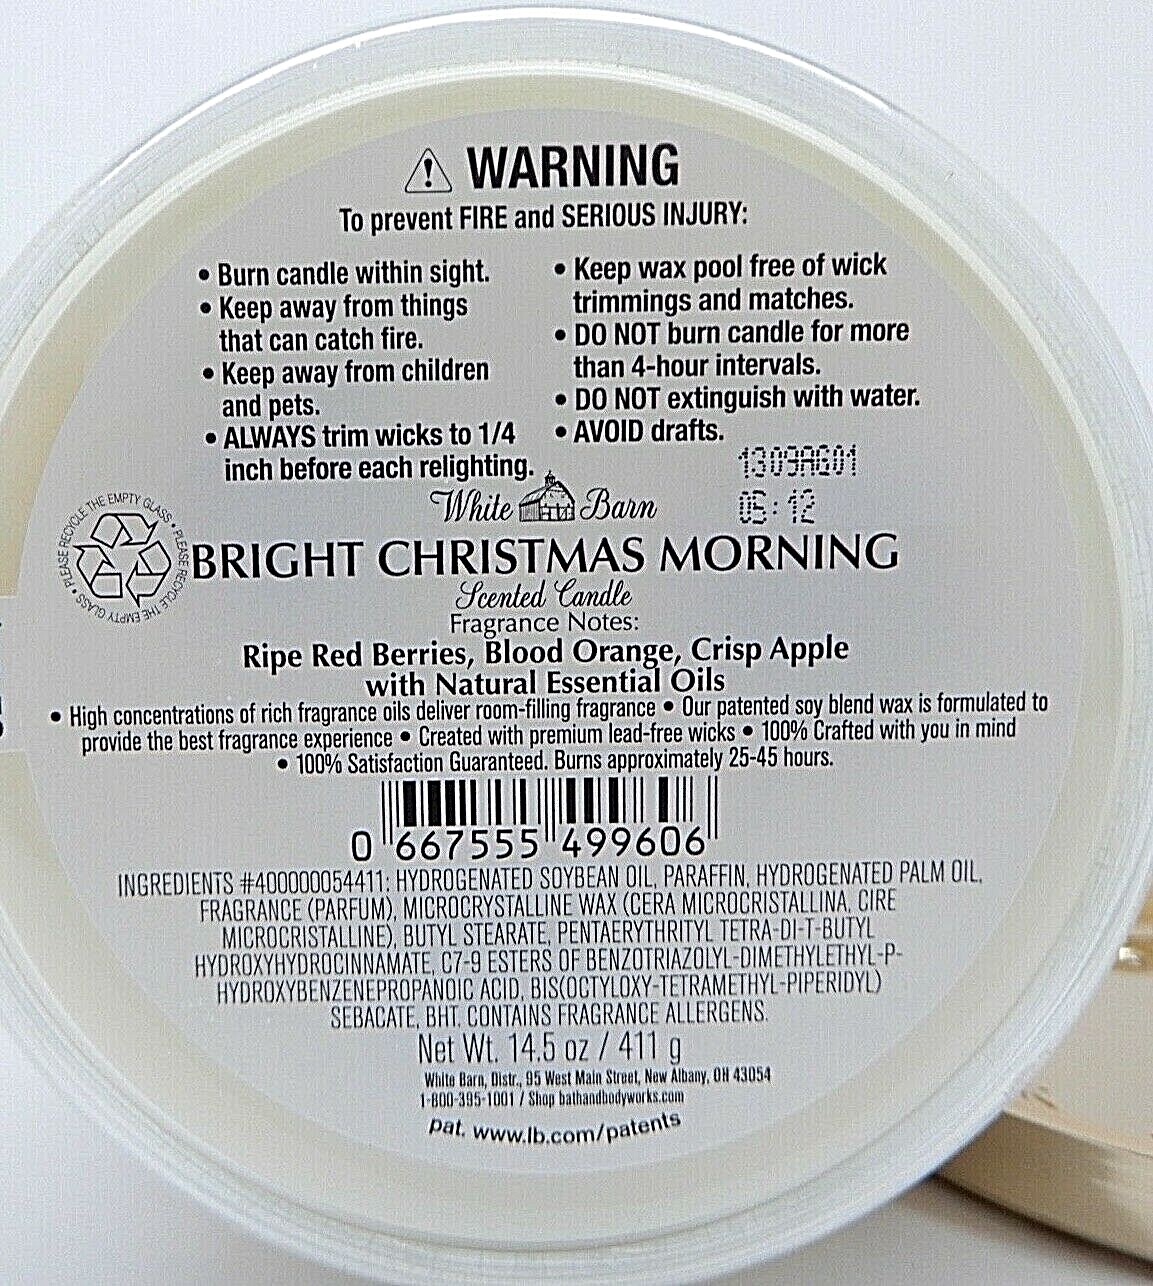 WARNING
To prevent FIRE and SERIOUS INJURY:
• Burn candle within sight.
• Keep away from things
that can catch fire.
• Keep away from children
and pets.
• ALWAYS trim wicks to 1/4
inch before each relighting.
• Keep wax pool free of wick
trimmings and matches.
• DO NOT burn candle for more
than 4-hour intervals.
• DO NOT extinguish with water.
• AVOID drafts.
1309AG01
05:12
White Barn
PLEASE RECYCLE THE EMPTY GLASS • PLEASE RECYCLE THE EMPTY GLASS •
BRIGHT CHRISTMAS MORNING
Scented Candle
Fragrance Notes:
Ripe Red Berries, Blood Orange, Crisp Apple
with Natural Essential Oils
• High concentrations of rich fragrance oils deliver room-filling fragrance • Our patented soy blend wax is formulated to
provide the best fragrance experience • Created with premium lead-free wicks • 100% Crafted with you in mind
• 100% Satisfaction Guaranteed. Burns approximately 25-45 hours.
0 667555 499606
INGREDIENTS #400000054411: HYDROGENATED SOYBEAN OIL, PARAFFIN, HYDROGENATED PALM OIL,
FRAGRANCE (PARFUM), MICROCRYSTALLINE WAX (CERA MICROCRISTALLINA, CIRE
MICROCRISTALLINE), BUTYL STEARATE, PENTAERYTHRITYL TETRA-DI-T-BUTYL
HYDROXYHYDROCINNAMATE, C7-9 ESTERS OF BENZOTRIAZOLYL-DIMETHYLETHYL-P-
HYDROXYBENZENEPROPANOIC ACID, BIS(OCTYLOXY-TETRAMETHYL-PIPERIDYL)
SEBACATE, BHT. CONTAINS FRAGRANCE ALLERGENS.
Net Wt. 14.5 oz / 411 g
White Barn, Distr., 95 West Main Street, New Albany, OH 43054
1-800-395-1001 / Shop bathandbodyworks.com
pat. www.lb.com/patents